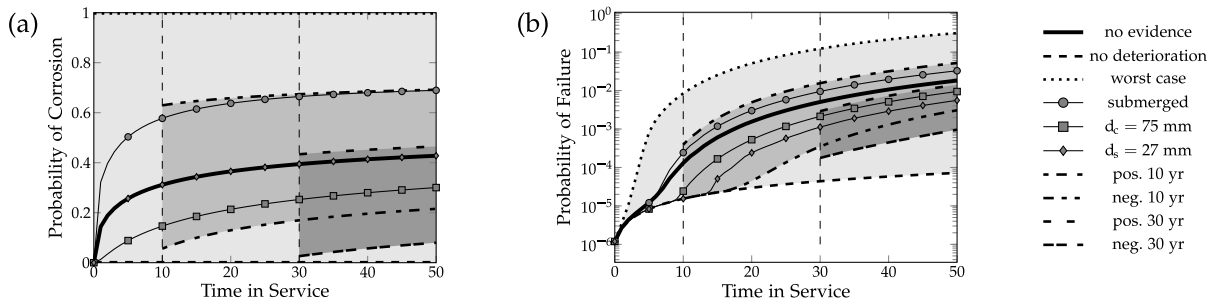 (a)
Probability of Corrosion
1
0.8
0.6
0.4
0.2
0
0 10 20 30 40 50
Time in Service
(b)
Probability of Failure
10⁰
10⁻¹
10⁻²
10⁻³
10⁻⁴
10⁻⁵
10⁻⁶
0 10 20 30 40 50
Time in Service
no evidence
no deterioration
worst case
submerged
d_c = 75 mm
d_s = 27 mm
pos. 10 yr
neg. 10 yr
pos. 30 yr
neg. 30 yr